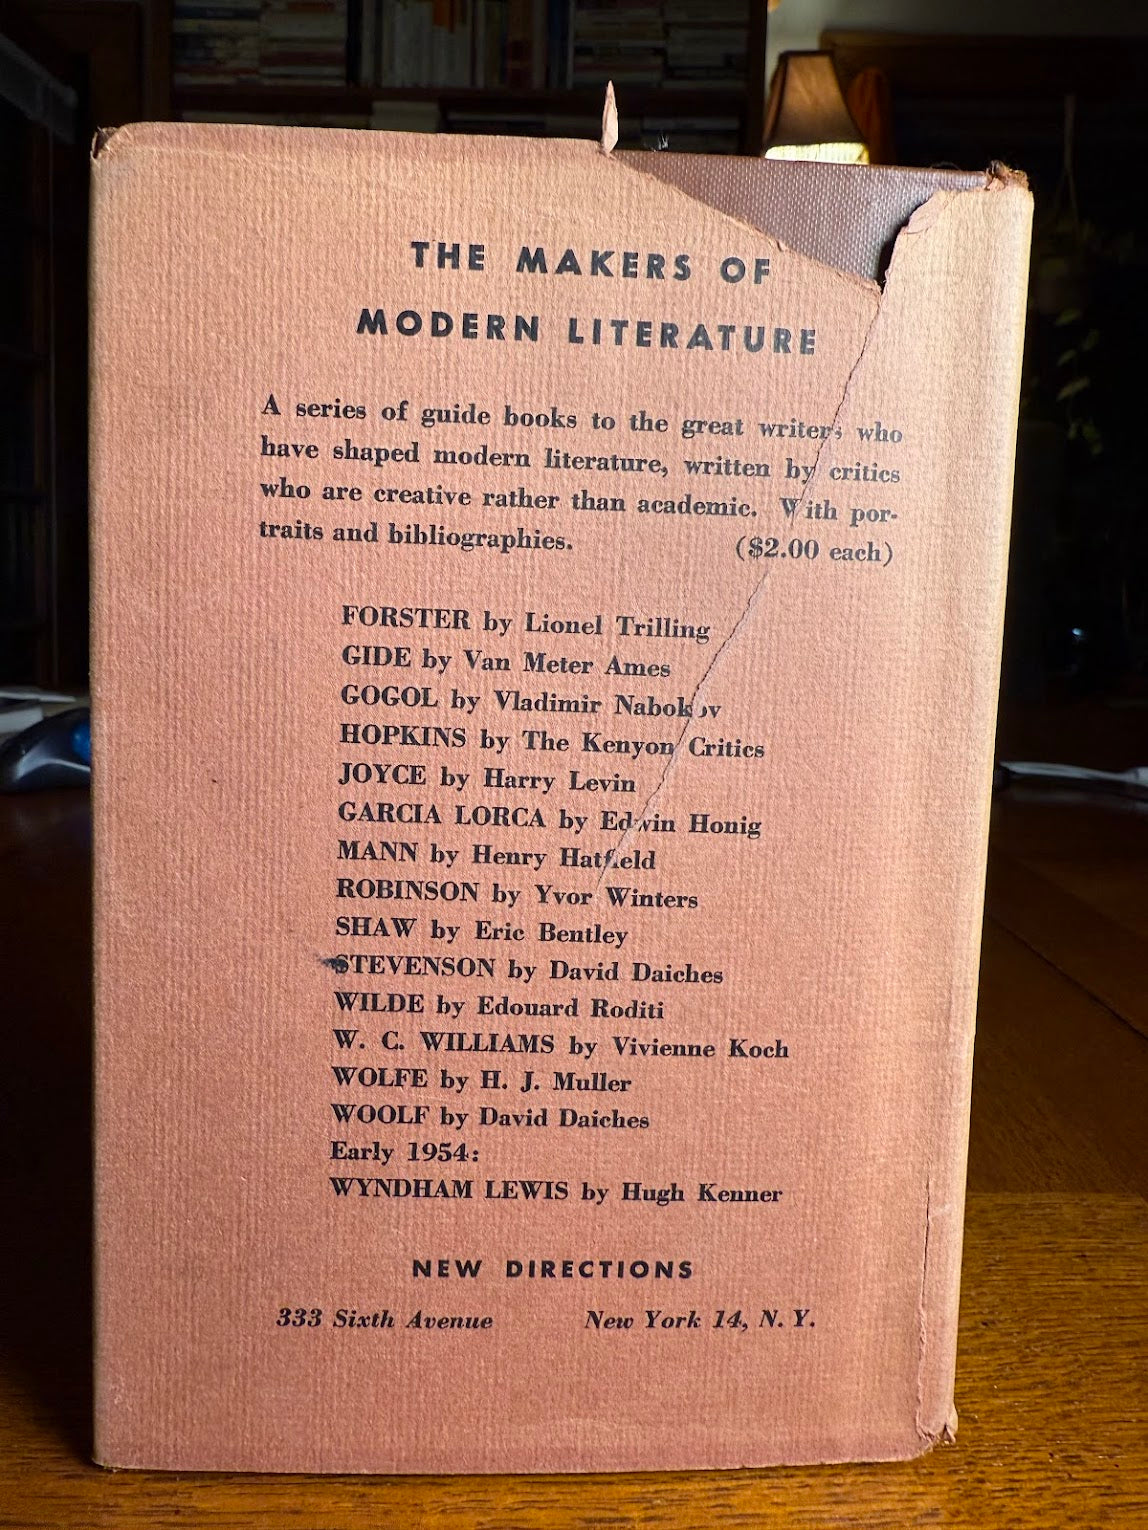 THE MAKERS OF
MODERN LITERATURE
A series of guide books to the great writers who
have shaped modern literature, written by critics
who are creative rather than academic. With por-
traits and bibliographies. ($2.00 each)
FORSTER by Lionel Trilling
GIDE by Van Meter Ames
GOGOL by Vladimir Nabokov
HOPKINS by The Kenyon Critics
JOYCE by Harry Levin
GARCIA LORCA by Edwin Honig
MANN by Henry Hatfield
ROBINSON by Yvor Winters
SHAW by Eric Bentley
STEVENSON by David Daiches
WILDE by Edouard Roditi
W. C. WILLIAMS by Vivienne Koch
WOLFE by H. J. Muller
WOOLF by David Daiches
Early 1954:
WYNDHAM LEWIS by Hugh Kenner
NEW DIRECTIONS
333 Sixth Avenue New York 14, N. Y.